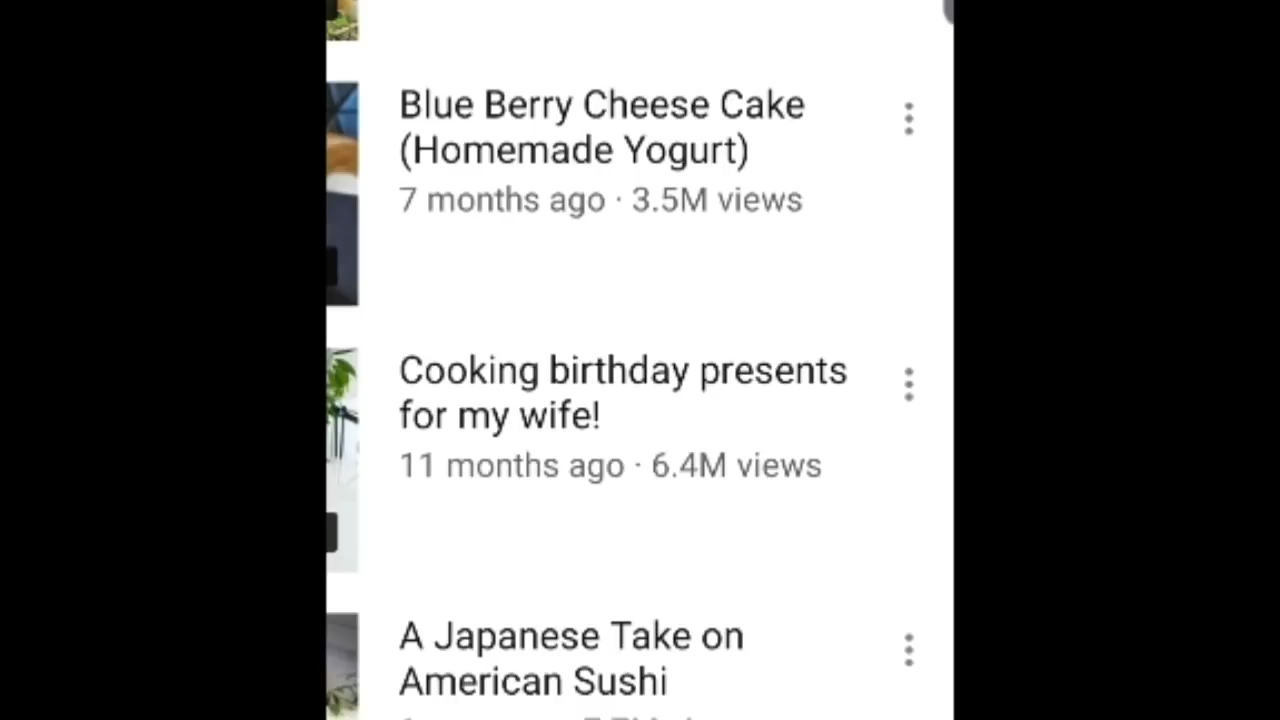 Blue Berry Cheese Cake
(Homemade Yogurt)
7 months ago · 3.5M views
Cooking birthday presents
for my wife!
11 months ago · 6.4M views
A Japanese Take on
American Sushi